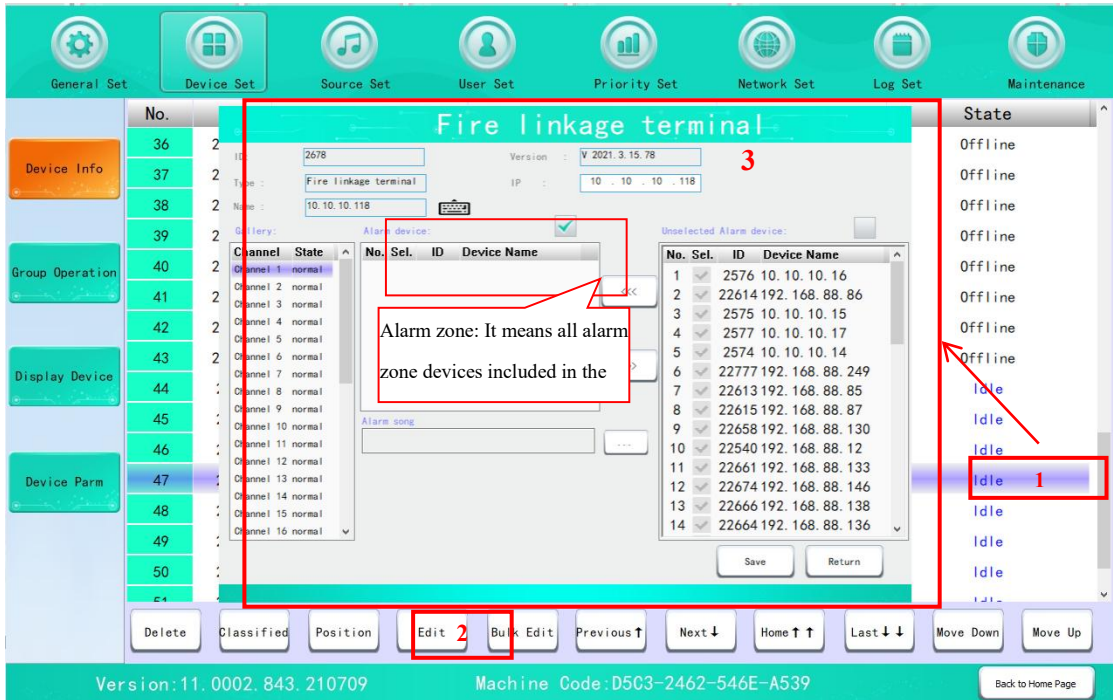 General Set Device Set Source Set User Set Priority Set Network Set Log Set Maintenance
No. State
Device Info
Group Operation
Display Device
Device Parm
36 2 Offline
37 2 Offline
38 2 Offline
39 2 Offline
40 2 Offline
41 2 Offline
42 2 Offline
43 2 Offline
44 Idle
45 Idle
46 Idle
47 Idle 1
48 Idle
49 Idle
50 Idle
51 Idle
Fire linkage terminal
3
ID 2678 Version : V 2021. 3. 15. 78
Type : Fire linkage terminal IP : 10 . 10 . 10 . 118
Name : 10. 10. 10. 118
Gallery: Alarm device: Unselected Alarm device:
Channel State
Channel 1 normal
Channel 2 normal
Channel 3 normal
Channel 4 normal
Channel 5 normal
Channel 6 normal
Channel 7 normal
Channel 8 normal
Channel 9 normal
Channel 10 normal
Channel 11 normal
Channel 12 normal
Channel 13 normal
Channel 14 normal
Channel 15 normal
Channel 16 normal
No. Sel. ID Device Name
<<<
Alarm zone: It means all alarm
zone devices included in the
>
Alarm song
...
No. Sel. ID Device Name
1 2576 10. 10. 10. 16
2 22614 192. 168. 88. 86
3 2575 10. 10. 10. 15
4 2577 10. 10. 10. 17
5 2574 10. 10. 10. 14
6 22777 192. 168. 88. 249
7 22613 192. 168. 88. 85
8 22615 192. 168. 88. 87
9 22658 192. 168. 88. 130
10 22540 192. 168. 88. 12
11 22661 192. 168. 88. 133
12 22674 192. 168. 88. 146
13 22666 192. 168. 88. 138
14 22664 192. 168. 88. 136
Save Return
Delete Classified Position Edit 2 Bulk Edit Previous↑ Next↓ Home↑↑ Last↓↓ Move Down Move Up
Version:11. 0002. 843. 210709 Machine Code:D5C3-2462-546E-A539 Back to Home Page